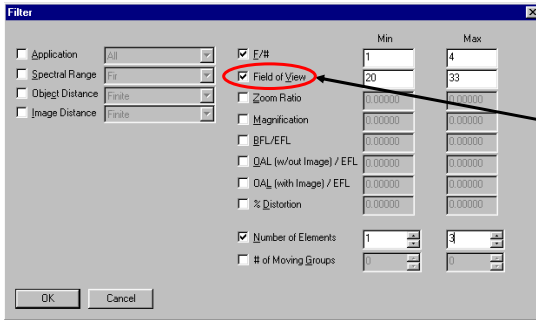 Filter
Min Max
Application All F/# 1 4
Spectral Range Fir Field of View 20 33
Object Distance Finite Zoom Ratio 0.00000 0.00000
Image Distance Finite Magnification 0.00000 0.00000
BFL/EFL 0.00000 0.00000
OAL (w/out Image) / EFL 0.00000 0.00000
OAL (with Image) / EFL 0.00000 0.00000
% Distortion 0.00000 0.00000
Number of Elements 1 3
# of Moving Groups 0 0
OK Cancel